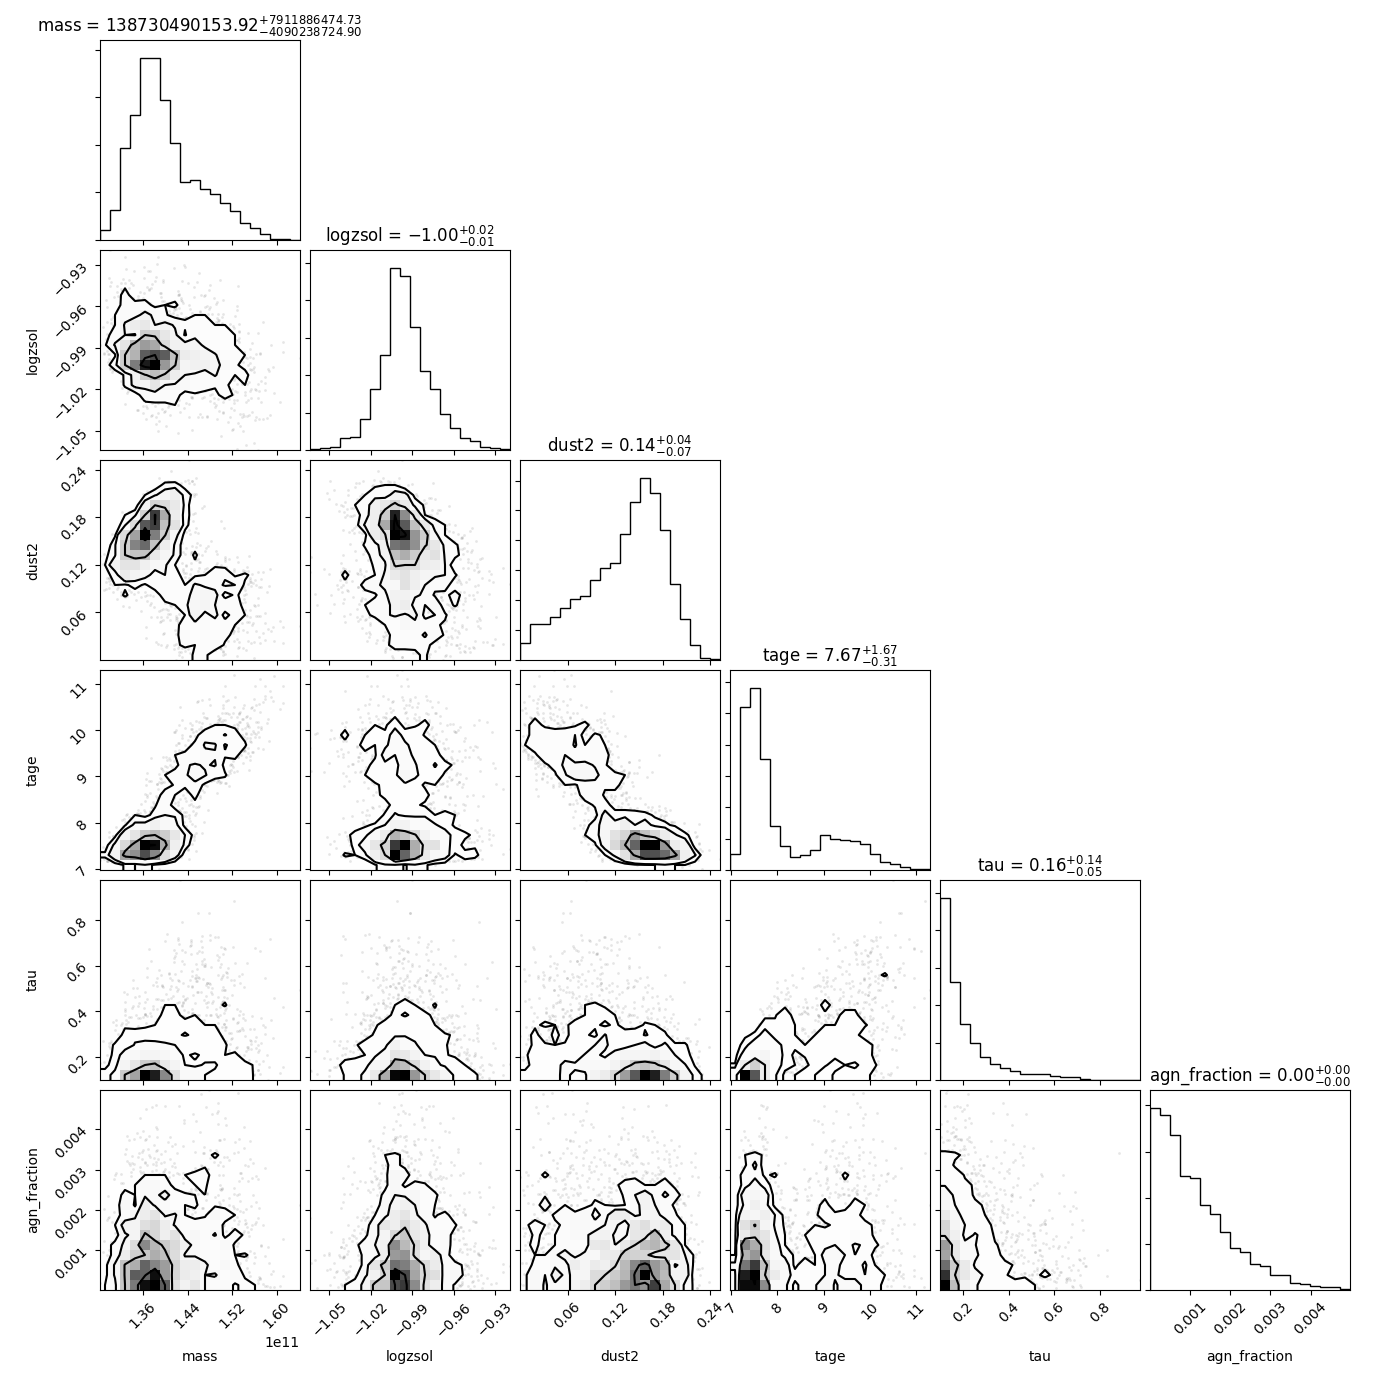 mass = 138730490153.92+7911886474.73−4090238724.90
logzsol = −1.00+0.02−0.01
−0.93
−0.96
−0.99
−1.02
−1.05
logzsol
dust2 = 0.14+0.04−0.07
0.24
0.18
0.12
0.06
dust2
tage = 7.67+1.67−0.31
11
10
9
8
7
tage
tau = 0.16+0.14−0.05
0.8
0.6
0.4
0.2
tau
agn_fraction = 0.00+0.00−0.00
0.004
0.003
0.002
0.001
agn_fraction
1.36 1.44 1.52 1.60
1e11
mass
−1.05 −1.02 −0.99 −0.96 −0.93
logzsol
0.06 0.12 0.18 0.24
dust2
7 8 9 10 11
tage
0.2 0.4 0.6 0.8
tau
0.001 0.002 0.003 0.004
agn_fraction